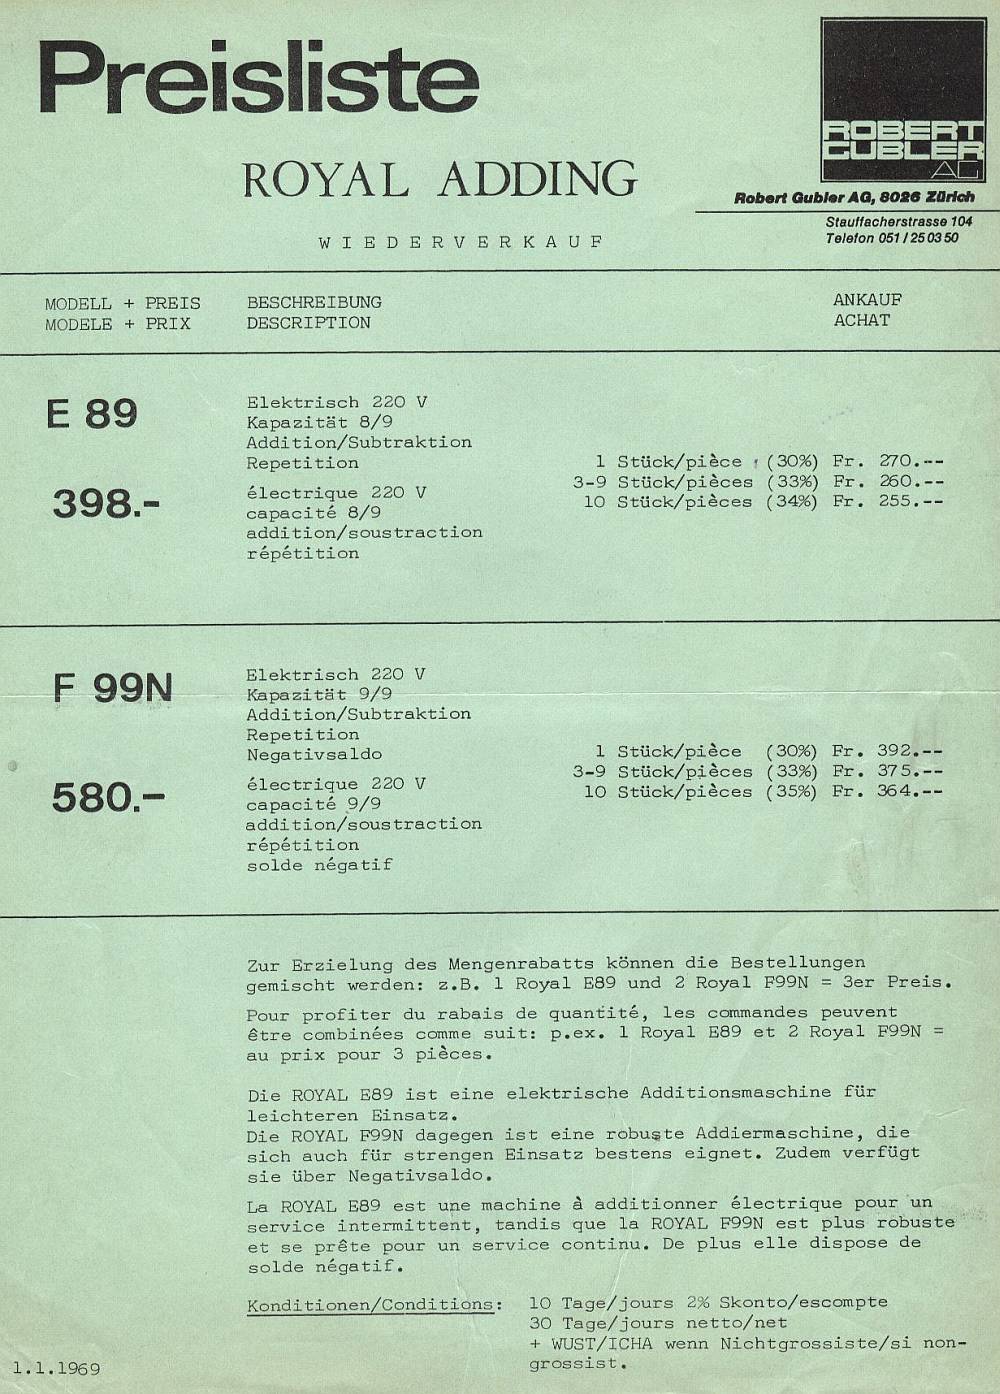 Preisliste
ROBERT
GUBLER
AG
ROYAL ADDING
Robert Gubler AG, 8026 Zürich
Stauffacherstrasse 104
Telefon 051 / 25 03 50
WIEDERVERKAUF
MODELL + PREIS BESCHREIBUNG ANKAUF
MODELE + PRIX DESCRIPTION ACHAT
E 89
398.-
Elektrisch 220 V
Kapazität 8/9
Addition/Subtraktion
Repetition
électrique 220 V
capacité 8/9
addition/soustraction
répétition
1 Stück/pièce (30%) Fr. 270.--
3-9 Stück/pièces (33%) Fr. 260.--
10 Stück/pièces (34%) Fr. 255.--
F 99N
580.-
Elektrisch 220 V
Kapazität 9/9
Addition/Subtraktion
Repetition
Negativsaldo
électrique 220 V
capacité 9/9
addition/soustraction
répétition
solde négatif
1 Stück/pièce (30%) Fr. 392.--
3-9 Stück/pièces (33%) Fr. 375.--
10 Stück/pièces (35%) Fr. 364.--
Zur Erzielung des Mengenrabatts können die Bestellungen
gemischt werden: z.B. 1 Royal E89 und 2 Royal F99N = 3er Preis.
Pour profiter du rabais de quantité, les commandes peuvent
être combinées comme suit: p.ex. 1 Royal E89 et 2 Royal F99N =
au prix pour 3 pièces.
Die ROYAL E89 ist eine elektrische Additionsmaschine für
leichteren Einsatz.
Die ROYAL F99N dagegen ist eine robuste Addiermaschine, die
sich auch für strengen Einsatz bestens eignet. Zudem verfügt
sie über Negativsaldo.
La ROYAL E89 est une machine à additionner électrique pour un
service intermittent, tandis que la ROYAL F99N est plus robuste
et se prête pour un service continu. De plus elle dispose de
solde négatif.
Konditionen/Conditions: 10 Tage/jours 2% Skonto/escompte
30 Tage/jours netto/net
+ WUST/ICHA wenn Nichtgrossiste/si non-
grossist.
1.1.1969